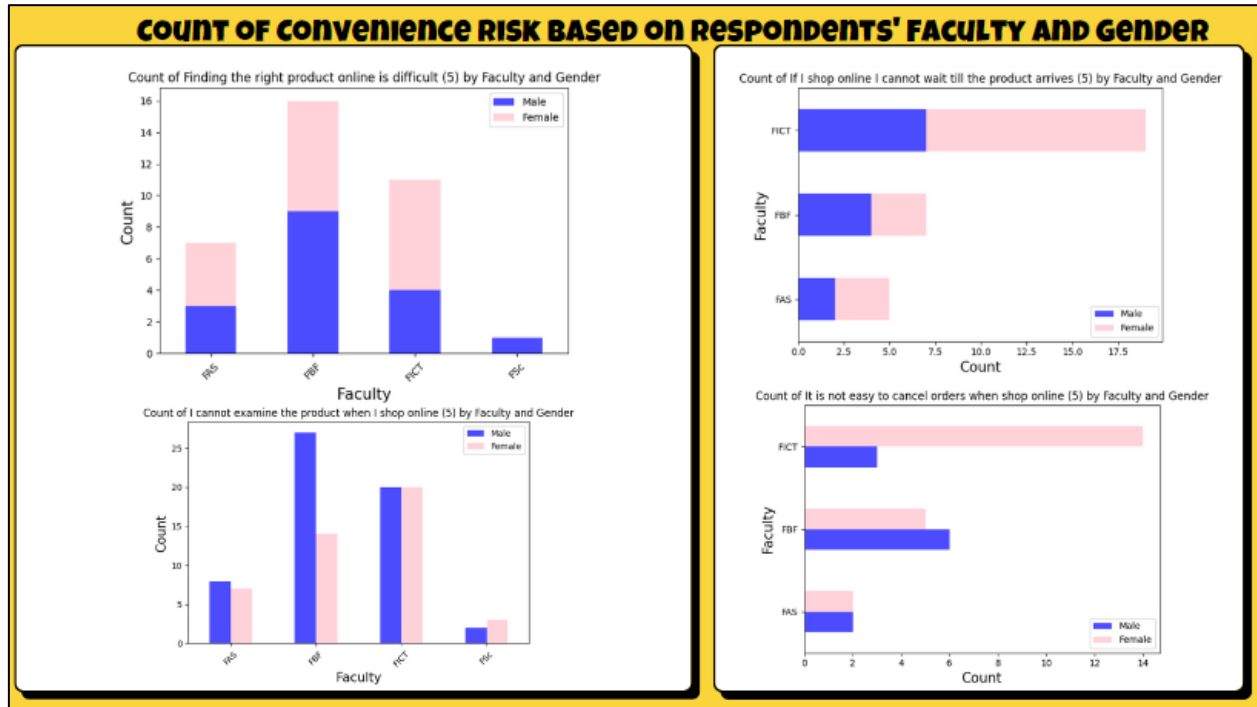 Count of Convenience Risk Based on Respondents' Faculty and Gender
Count of Finding the right product online is difficult (5) by Faculty and Gender
Male
Female
16
14
12
10
8
6
4
2
0
Count
FAS
FBF
FICT
FSc
Faculty
Count of I cannot examine the product when I shop online (5) by Faculty and Gender
Male
Female
25
20
15
10
5
0
Count
FAS
FBF
FICT
FSc
Faculty
Count of If I shop online I cannot wait till the product arrives (5) by Faculty and Gender
FICT
FBF
FAS
Faculty
Male
Female
0.0 2.5 5.0 7.5 10.0 12.5 15.0 17.5
Count
Count of It is not easy to cancel orders when shop online (5) by Faculty and Gender
FICT
FBF
FAS
Faculty
Male
Female
0 2 4 6 8 10 12 14
Count